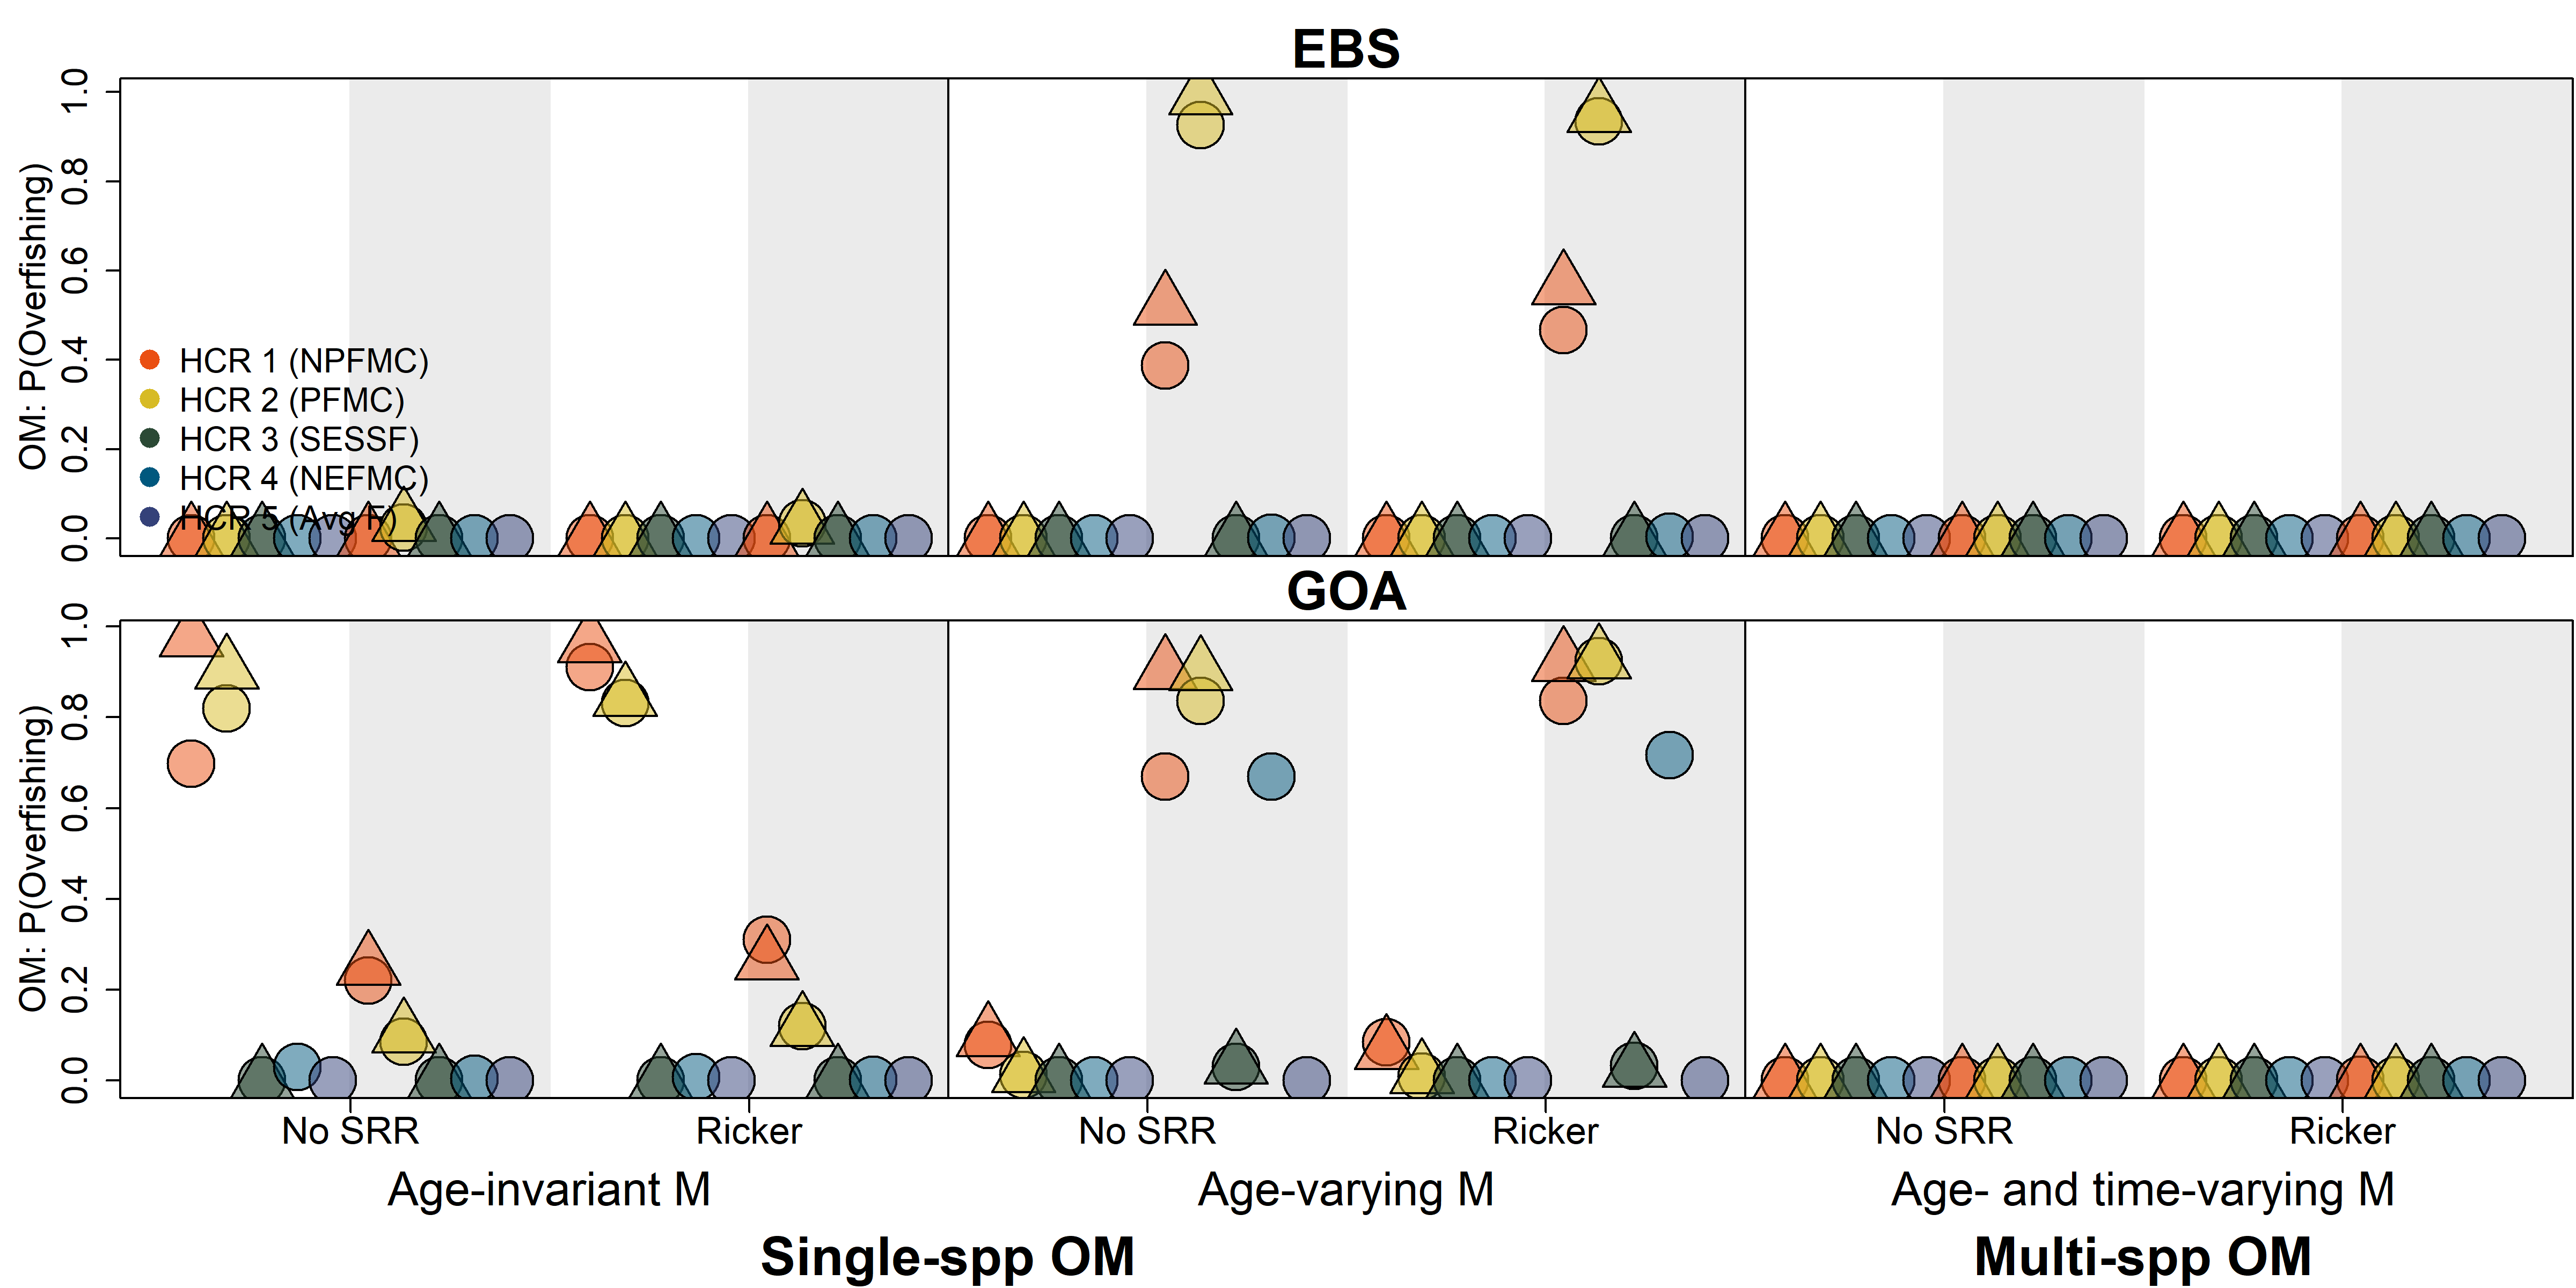 EBS
OM: P(Overfishing)
1.0
0.8
0.6
0.4
0.2
0.0
HCR 1 (NPFMC)
HCR 2 (PFMC)
HCR 3 (SESSF)
HCR 4 (NEFMC)
HCR 5 (Avg F)
GOA
OM: P(Overfishing)
1.0
0.8
0.6
0.4
0.2
0.0
No SRR Ricker No SRR Ricker No SRR Ricker
Age-invariant M Age-varying M Age- and time-varying M
Single-spp OM Multi-spp OM